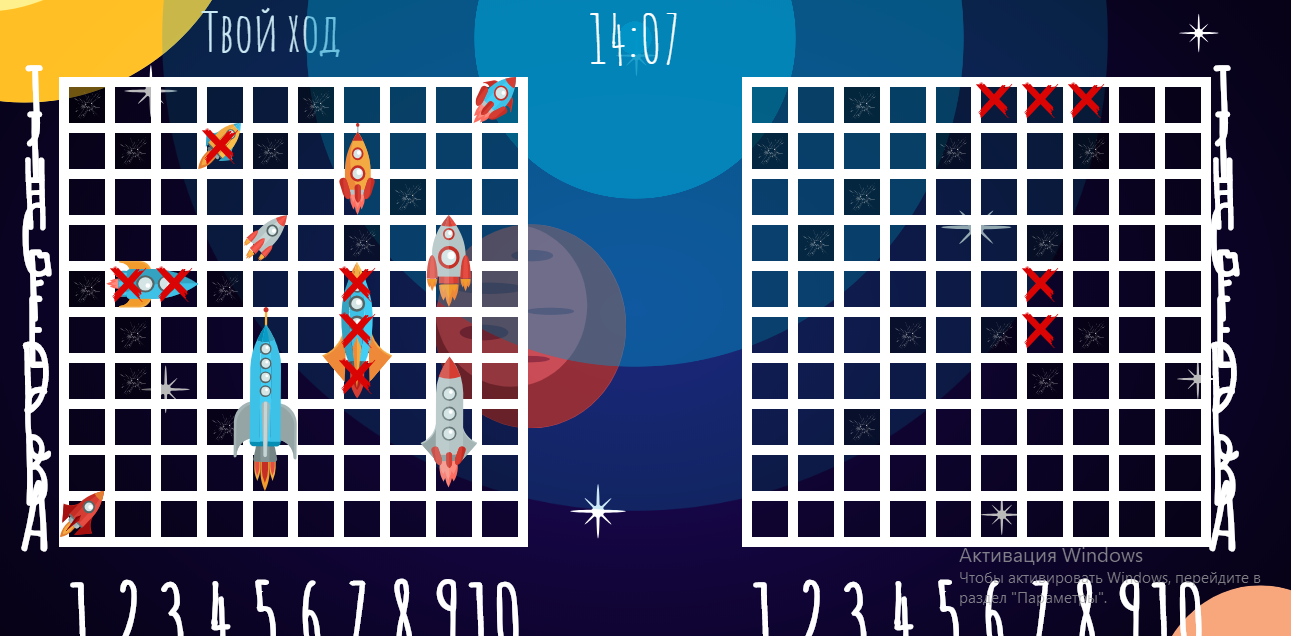 Твой ход
14:07
J
I
H
G
F
E
D
C
B
A
J
I
H
G
F
E
D
C
B
A
1 2 3 4 5 6 7 8 9 10
1 2 3 4 5 6 7 8 9 10
Активация Windows
Чтобы активировать Windows, перейдите в
раздел "Параметры".